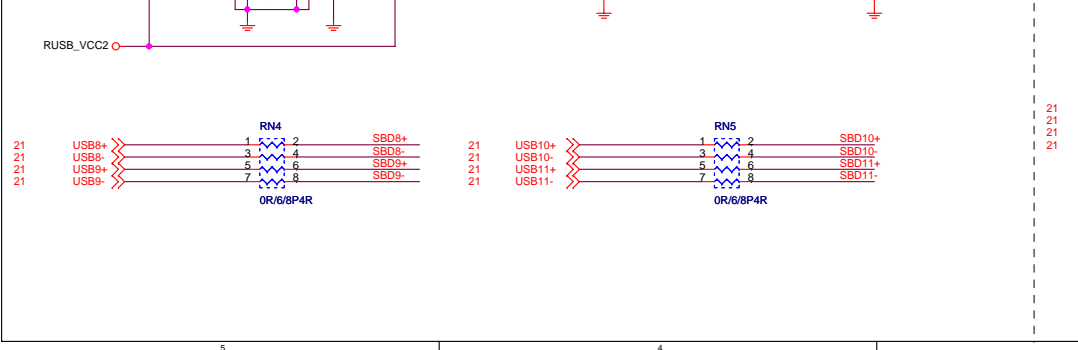 RUSB_VCC2
RN4
21 USB8+ 1 2 SBD8+
21 USB8- 3 4 SBD8-
21 USB9+ 5 6 SBD9+
21 USB9- 7 8 SBD9-
0R/6/8P4R
RN5
21 USB10+ 1 2 SBD10+
21 USB10- 3 4 SBD10-
21 USB11+ 5 6 SBD11+
21 USB11- 7 8 SBD11-
0R/6/8P4R
21
21
21
21
5
4